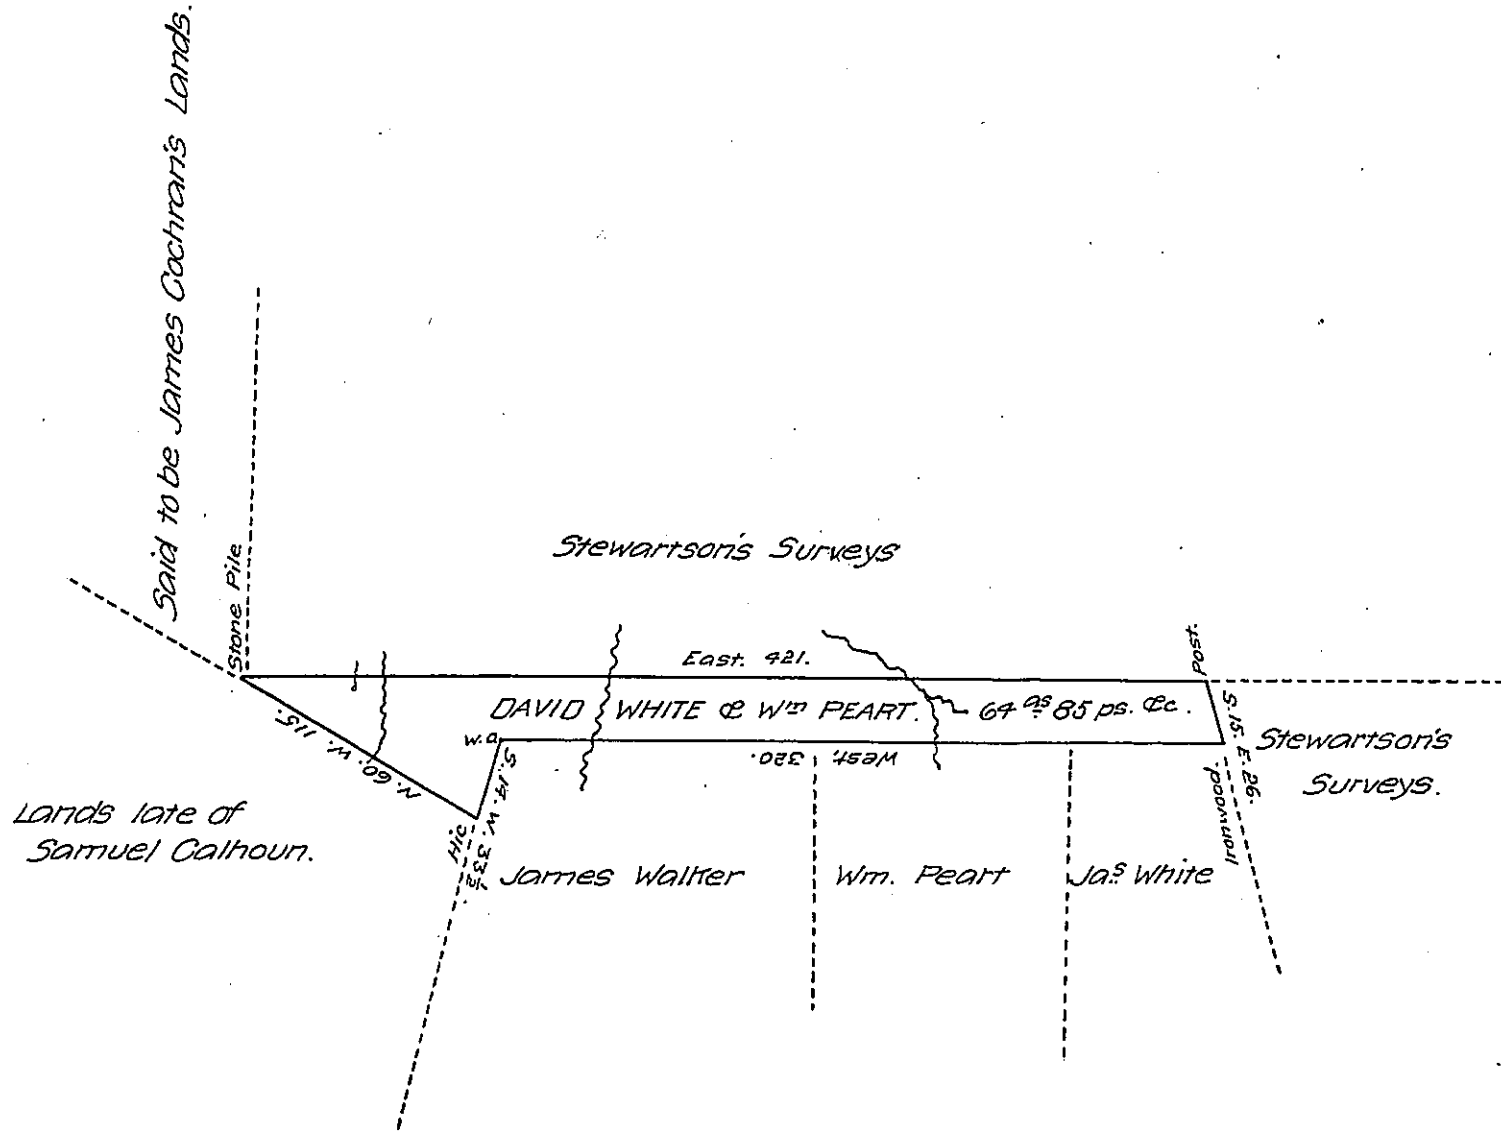 Said to be James Cochran's Lands.
Stone Pile
Stewartson's Surveys
East. 421.
Post.
DAVID WHITE & Wm PEART. 64 as 85 ps. &c.
S. 15. E. 26.
Stewartson's
Surveys.
w.a
West, 320.
Ironwood.
N. 60. W. 115.
S. 14. W. 33 1/2.
Hic
Lands late of
Samuel Calhoun.
James Walker
Wm. Peart
Jas White